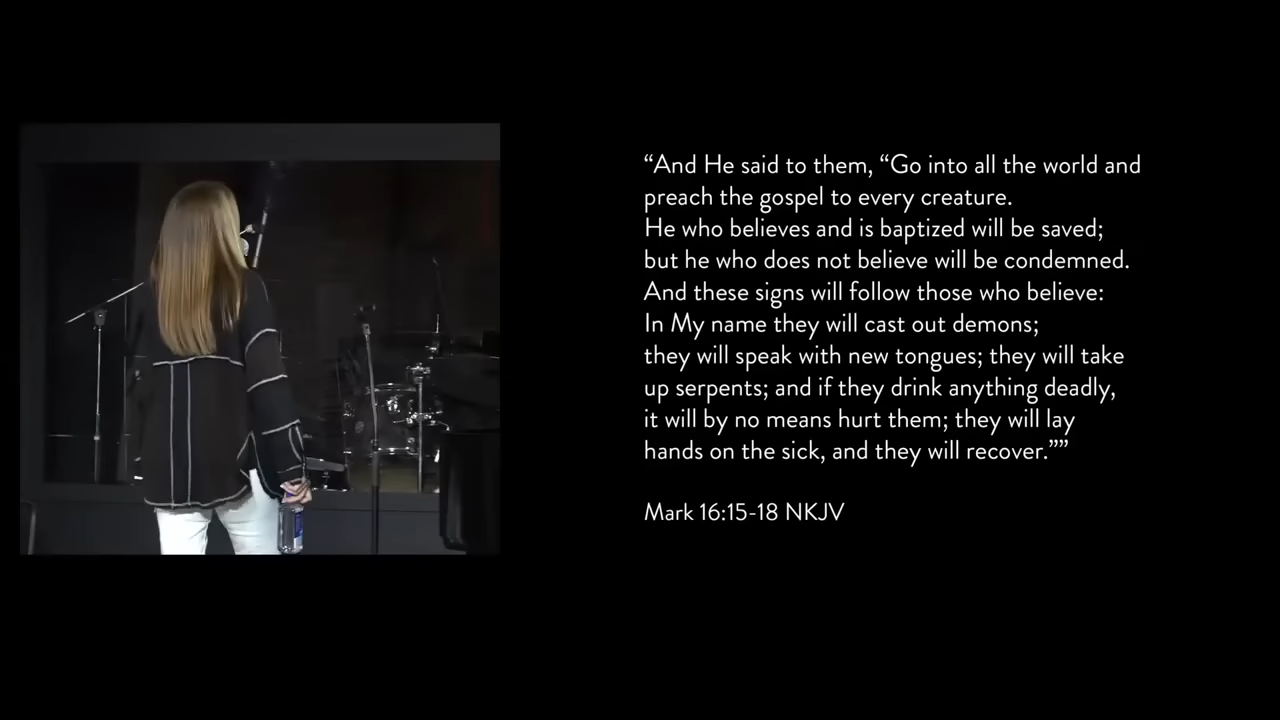 “And He said to them, “Go into all the world and
preach the gospel to every creature.
He who believes and is baptized will be saved;
but he who does not believe will be condemned.
And these signs will follow those who believe:
In My name they will cast out demons;
they will speak with new tongues; they will take
up serpents; and if they drink anything deadly,
it will by no means hurt them; they will lay
hands on the sick, and they will recover.””
Mark 16:15-18 NKJV